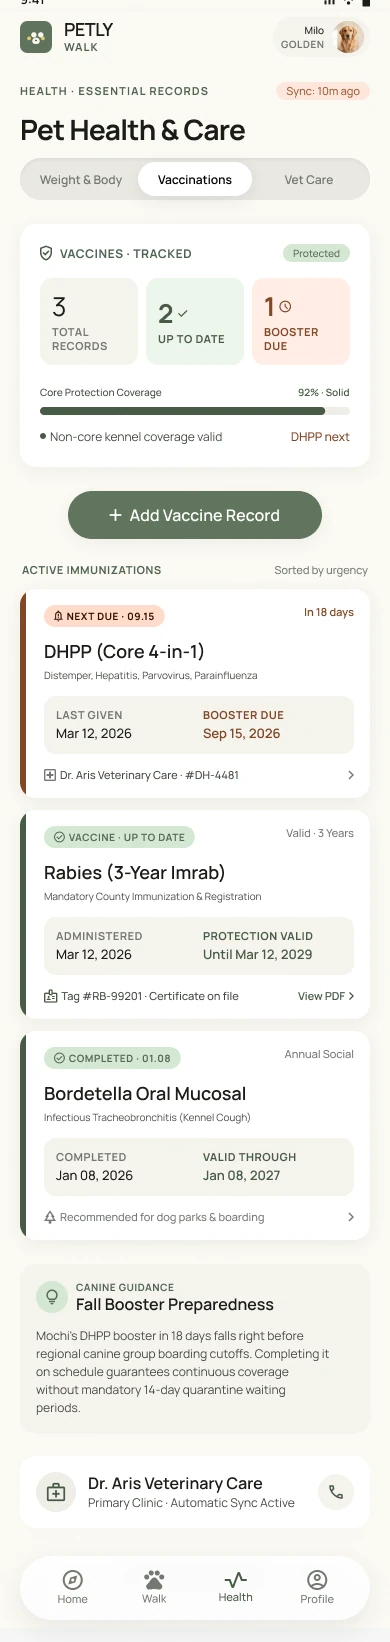 9:41
PETLY
WALK
Milo
GOLDEN
HEALTH · ESSENTIAL RECORDS
Sync: 10m ago
Pet Health & Care
Weight & Body
Vaccinations
Vet Care
VACCINES · TRACKED
Protected
3
TOTAL
RECORDS
2
UP TO DATE
1
BOOSTER
DUE
Core Protection Coverage
92% · Solid
Non-core kennel coverage valid
DHPP next
+ Add Vaccine Record
ACTIVE IMMUNIZATIONS
Sorted by urgency
NEXT DUE · 09.15
In 18 days
DHPP (Core 4-in-1)
Distemper, Hepatitis, Parvovirus, Parainfluenza
LAST GIVEN
Mar 12, 2026
BOOSTER DUE
Sep 15, 2026
Dr. Aris Veterinary Care · #DH-4481
VACCINE · UP TO DATE
Valid · 3 Years
Rabies (3-Year Imrab)
Mandatory County Immunization & Registration
ADMINISTERED
Mar 12, 2026
PROTECTION VALID
Until Mar 12, 2029
Tag #RB-99201 · Certificate on file
View PDF
COMPLETED · 01.08
Annual Social
Bordetella Oral Mucosal
Infectious Tracheobronchitis (Kennel Cough)
COMPLETED
Jan 08, 2026
VALID THROUGH
Jan 08, 2027
Recommended for dog parks & boarding
CANINE GUIDANCE
Fall Booster Preparedness
Mochi's DHPP booster in 18 days falls right before
regional canine group boarding cutoffs. Completing it
on schedule guarantees continuous coverage
without mandatory 14-day quarantine waiting
periods.
Dr. Aris Veterinary Care
Primary Clinic · Automatic Sync Active
Home
Walk
Health
Profile